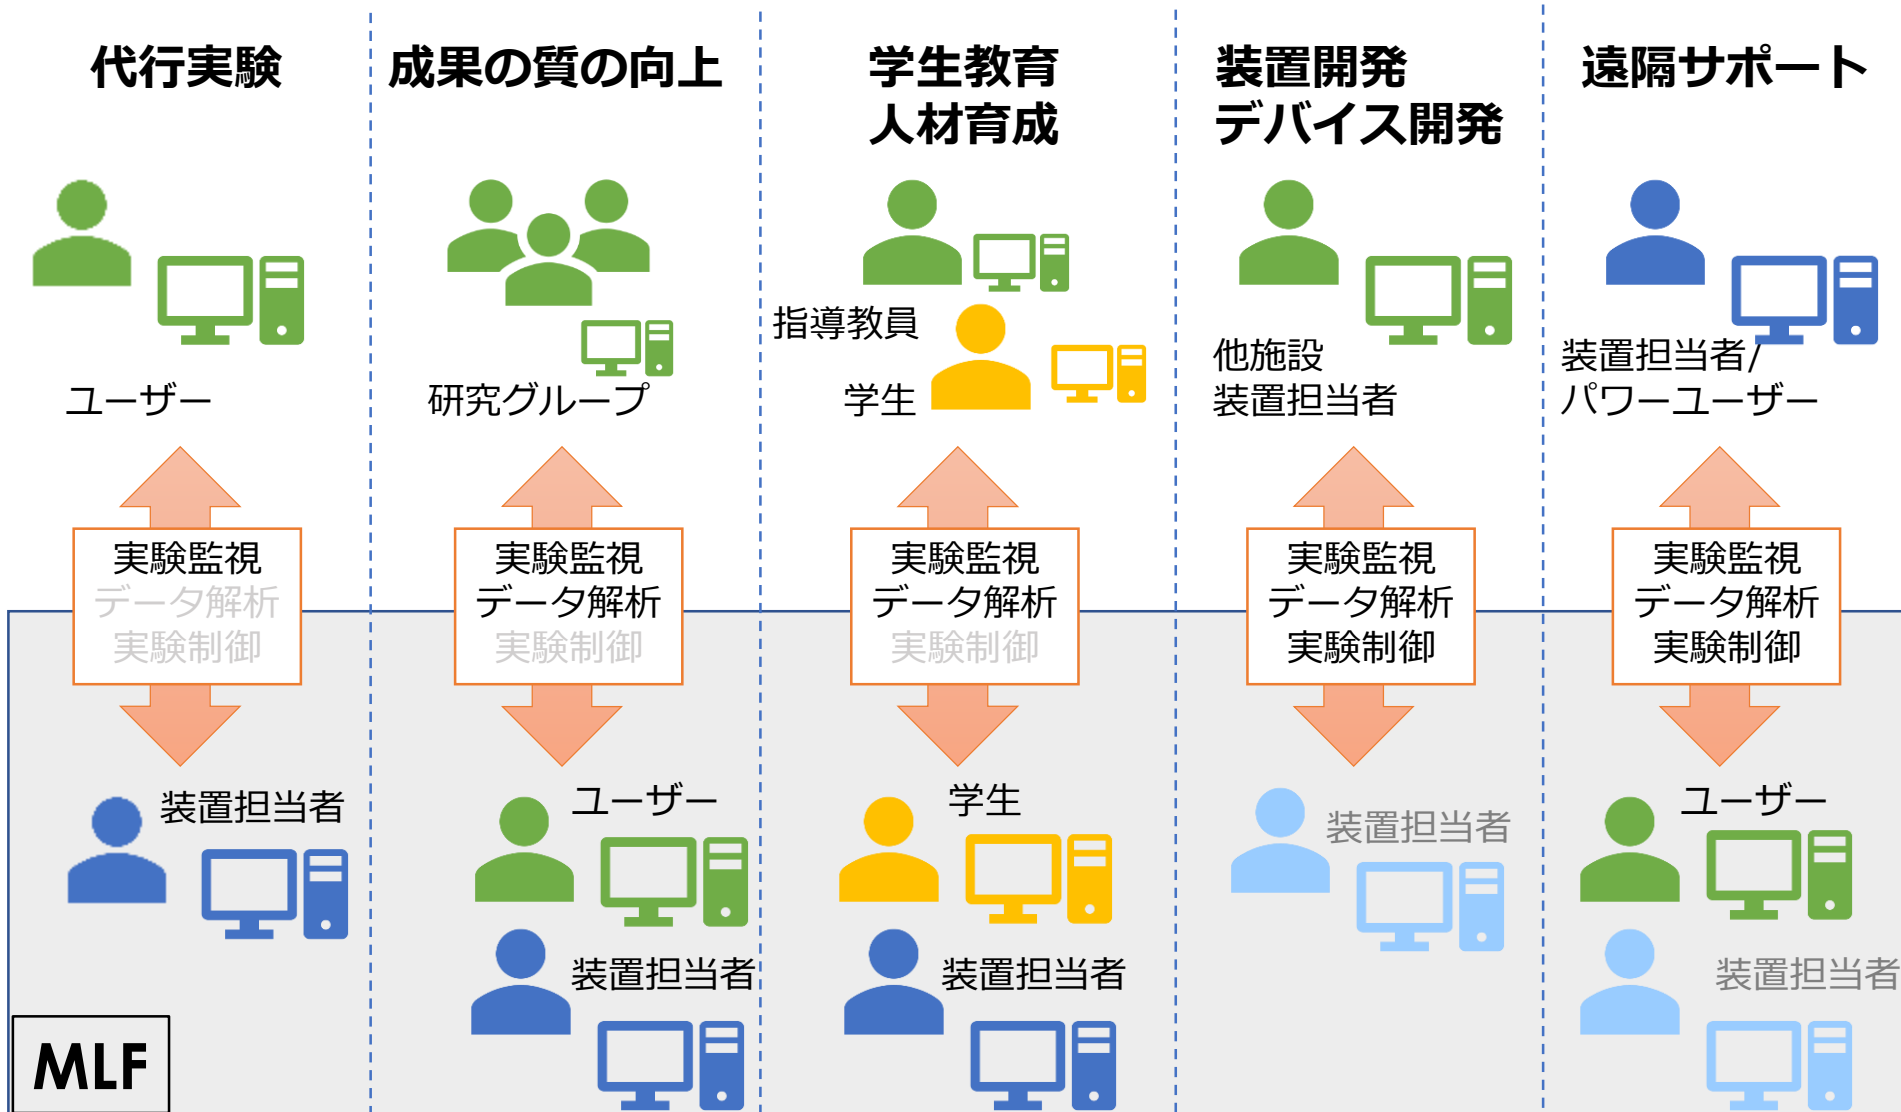 代行実験
ユーザー
実験監視
データ解析
実験制御
装置担当者
成果の質の向上
研究グループ
実験監視
データ解析
実験制御
ユーザー
装置担当者
学生教育
人材育成
指導教員
学生
実験監視
データ解析
実験制御
学生
装置担当者
装置開発
デバイス開発
他施設
装置担当者
実験監視
データ解析
実験制御
装置担当者
遠隔サポート
装置担当者/
パワーユーザー
実験監視
データ解析
実験制御
ユーザー
装置担当者
MLF